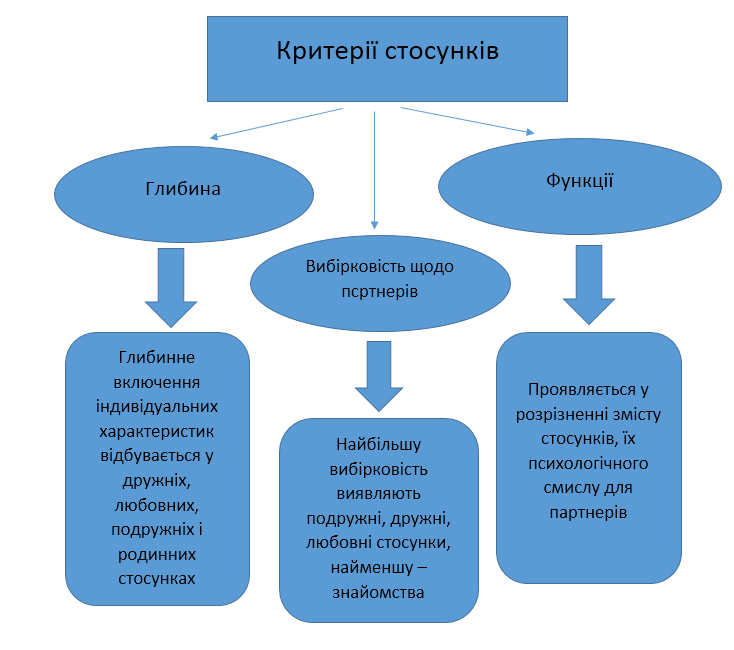 Критерії стосунків
Глибина
Функції
Вибірковість щодо
псртнерів
Глибинне
включення
індивідуальних
характеристик
відбувається у
дружніх,
любовних,
подружніх і
родинних
стосунках
Найбільшу
вибірковість
виявляють
подружні, дружні,
любовні стосунки,
найменшу –
знайомства
Проявляється у
розрізненні змісту
стосунків, їх
психологічного
смислу для
партнерів